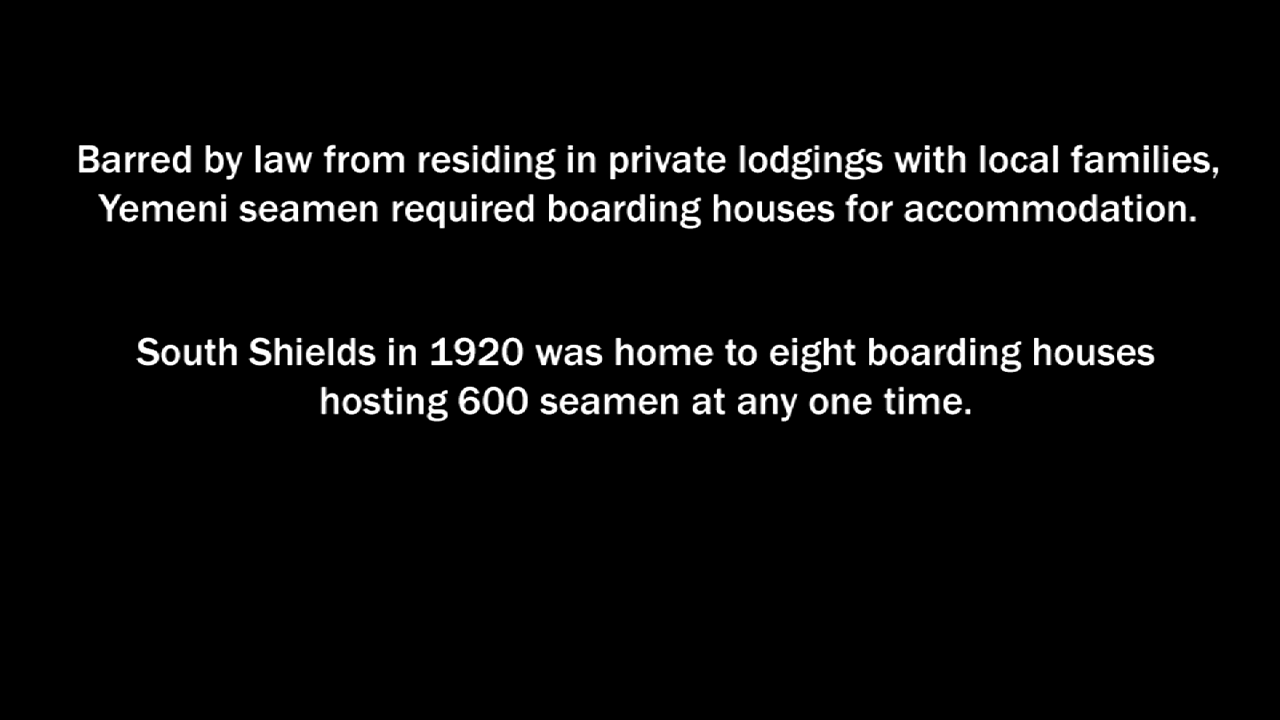 Barred by law from residing in private lodgings with local families,
Yemeni seamen required boarding houses for accommodation.
South Shields in 1920 was home to eight boarding houses
hosting 600 seamen at any one time.